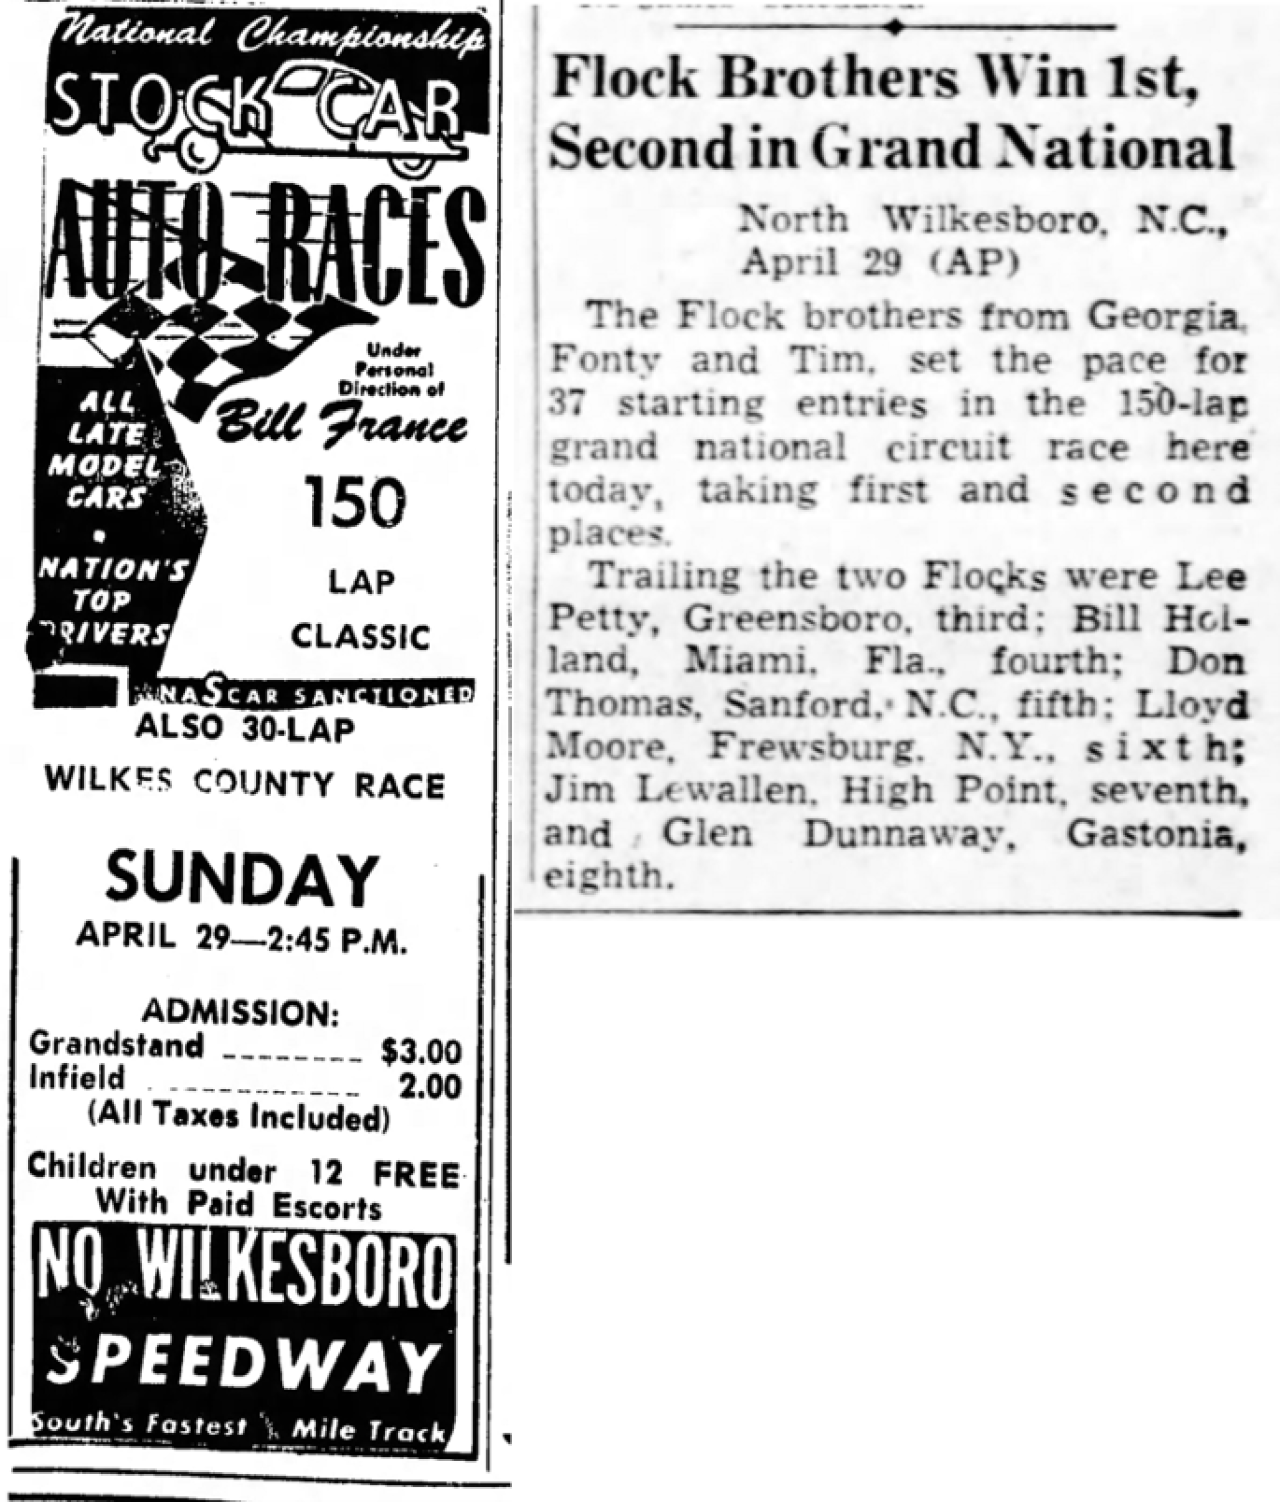 National Championship
STOCK CAR
AUTO RACES
Under
Personal
Direction of
Bill France
ALL
LATE
MODEL
CARS
NATION'S
TOP
DRIVERS
150
LAP
CLASSIC
NASCAR SANCTIONED
ALSO 30-LAP
WILKES COUNTY RACE
SUNDAY
APRIL 29—2:45 P.M.
ADMISSION:
Grandstand -------- $3.00
Infield ------------ 2.00
(All Taxes Included)
Children under 12 FREE
With Paid Escorts
NO WILKESBORO
SPEEDWAY
South's Fastest Mile Track
Flock Brothers Win 1st,
Second in Grand National
North Wilkesboro, N.C.,
April 29 (AP)
The Flock brothers from Georgia,
Fonty and Tim, set the pace for
37 starting entries in the 150-lap
grand national circuit race here
today, taking first and second
places.
Trailing the two Flocks were Lee
Petty, Greensboro, third; Bill Hol-
land, Miami, Fla., fourth; Don
Thomas, Sanford, N.C., fifth; Lloyd
Moore, Frewsburg, N.Y., sixth;
Jim Lewallen, High Point, seventh,
and Glen Dunnaway, Gastonia,
eighth.